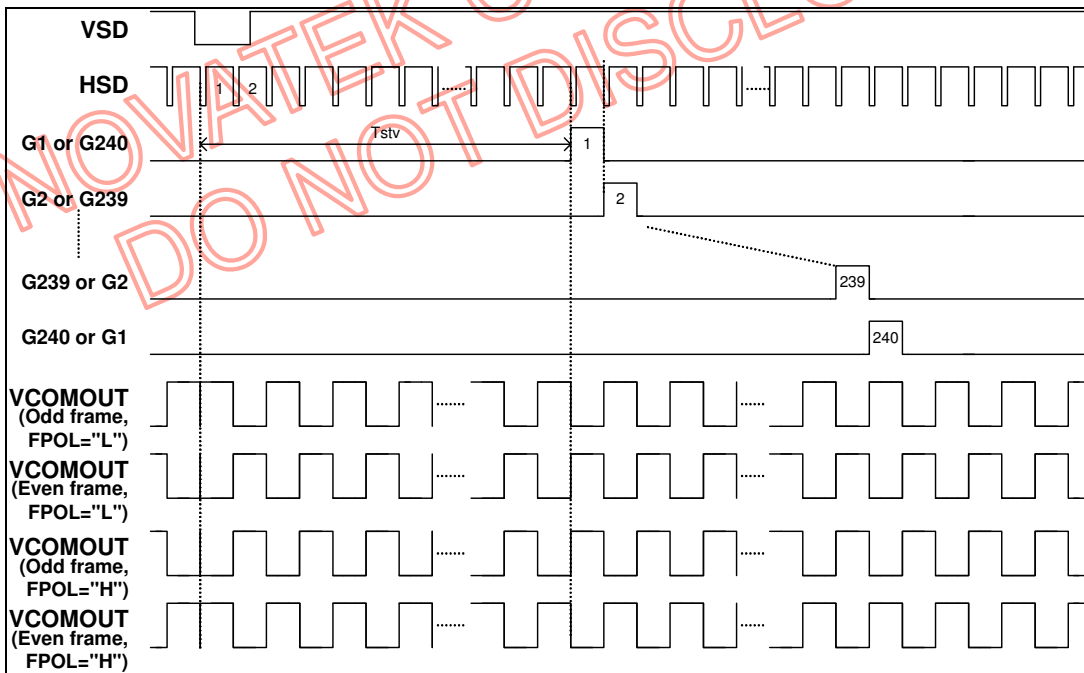 NOVATEK C
DO NOT DISCL
VSD
HSD
1 2
......
......
G1 or G240
Tstv
1
G2 or G239
2
G239 or G2
239
G240 or G1
240
VCOMOUT
(Odd frame,
FPOL="L")
......
......
VCOMOUT
(Even frame,
FPOL="L")
......
......
VCOMOUT
(Odd frame,
FPOL="H")
......
......
VCOMOUT
(Even frame,
FPOL="H")
......
......